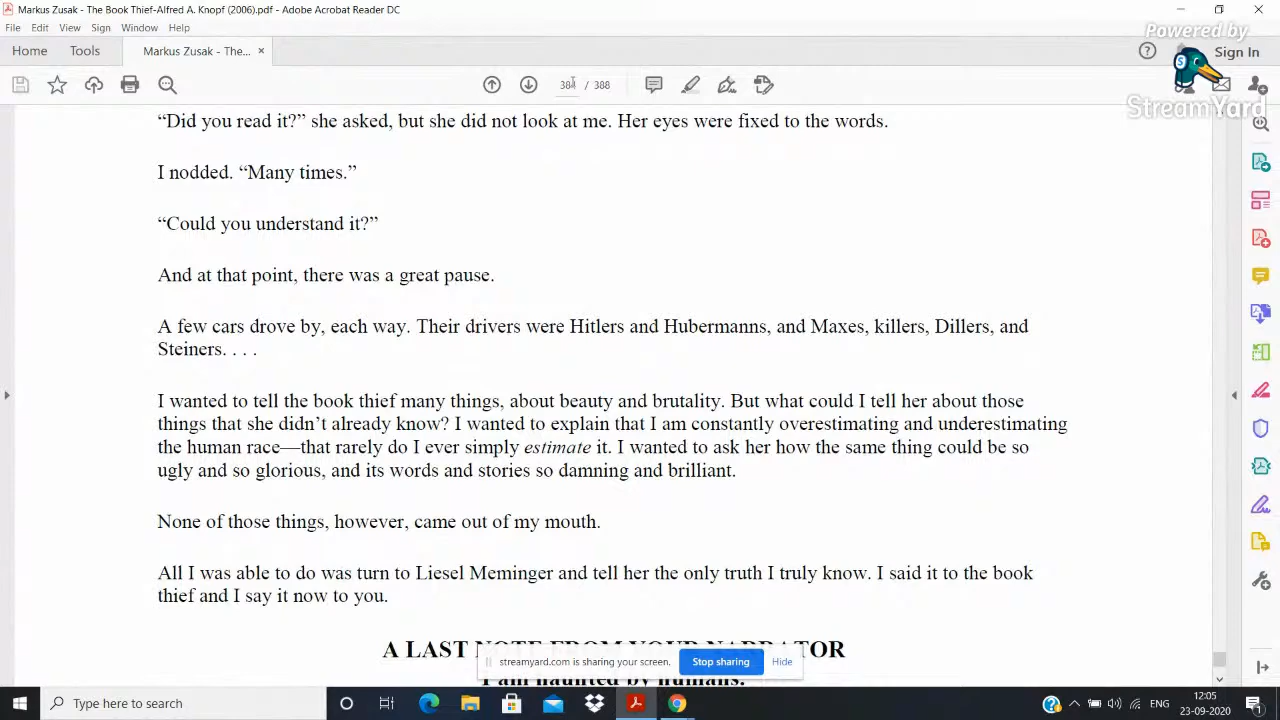 Markus Zusak - The Book Thief-Alfred A. Knopf (2006).pdf - Adobe Acrobat Reader DC
Powered by
File Edit View Sign Window Help
Home Tools Markus Zusak - The... × Sign In
384 / 388
StreamYard
“Did you read it?” she asked, but she did not look at me. Her eyes were fixed to the words.
I nodded. “Many times.”
“Could you understand it?”
And at that point, there was a great pause.
A few cars drove by, each way. Their drivers were Hitlers and Hubermanns, and Maxes, killers, Dillers, and
Steiners. . . .
I wanted to tell the book thief many things, about beauty and brutality. But what could I tell her about those
things that she didn’t already know? I wanted to explain that I am constantly overestimating and underestimating
the human race—that rarely do I ever simply estimate it. I wanted to ask her how the same thing could be so
ugly and so glorious, and its words and stories so damning and brilliant.
None of those things, however, came out of my mouth.
All I was able to do was turn to Liesel Meminger and tell her the only truth I truly know. I said it to the book
thief and I say it now to you.
A LAST NOTE FROM YOUR NARRATOR
streamyard.com is sharing your screen. Stop sharing Hide
I am haunted by humans.
Type here to search
ENG
12:05
23-09-2020